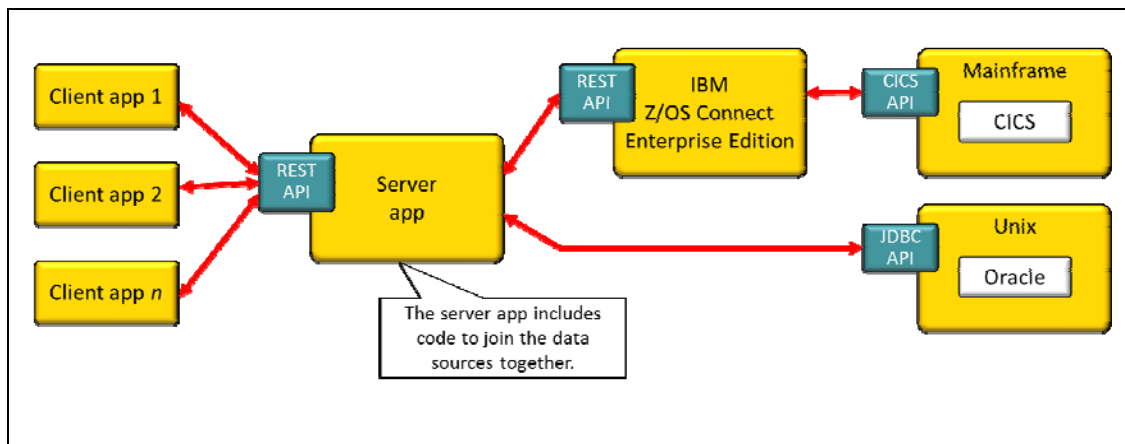 Client app 1
Client app 2
Client app n
REST
API
Server
app
The server app includes
code to join the data
sources together.
REST
API
IBM
Z/OS Connect
Enterprise Edition
CICS
API
Mainframe
CICS
JDBC
API
Unix
Oracle